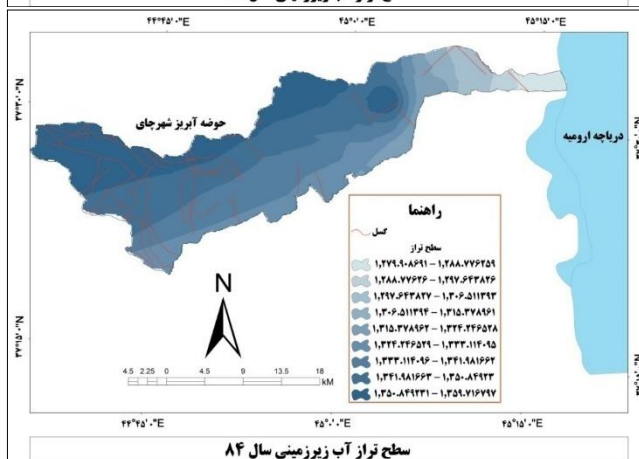 ۴۴°۴۵'۰"E ۴۵°۰'۰"E ۴۵°۱۵'۰"E
۳۷°۳۰'۰"N
حوضه آبریز شهرچای
دریاچه ارومیه
راهنما
گسل
سطح تراز
۱,۲۷۹.۹۰۸۶۹۱ – ۱,۲۸۸.۷۷۶۲۵۹
۱,۲۸۸.۷۷۶۲۶ – ۱,۲۹۷.۶۴۳۸۲۶
۱,۲۹۷.۶۴۳۸۲۷ – ۱,۳۰۶.۵۱۱۳۹۳
۱,۳۰۶.۵۱۱۳۹۴ – ۱,۳۱۵.۳۷۸۹۶۱
۱,۳۱۵.۳۷۸۹۶۲ – ۱,۳۲۴.۲۴۶۵۲۸
۱,۳۲۴.۲۴۶۵۲۹ – ۱,۳۳۳.۱۱۴۰۹۵
۱,۳۳۳.۱۱۴۰۹۶ – ۱,۳۴۱.۹۸۱۶۶۲
۱,۳۴۱.۹۸۱۶۶۳ – ۱,۳۵۰.۸۴۹۲۳
۱,۳۵۰.۸۴۹۲۳۱ – ۱,۳۵۹.۷۱۶۷۹۷
N
۳۷°۱۵'۰"N
4.5 2.25 0 4.5 9 13.5 18
kM
۴۴°۴۵'۰"E ۴۵°۰'۰"E ۴۵°۱۵'۰"E
سطح تراز آب زیرزمینی سال ۸۴